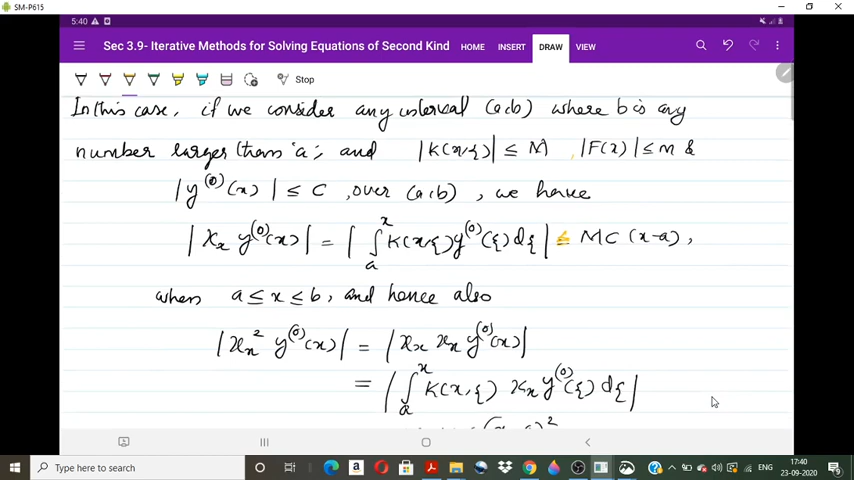 SM-P615
5:40
Sec 3.9- Iterative Methods for Solving Equations of Second Kind HOME INSERT DRAW VIEW
Stop
In this case, if we consider any interval (a,b) where b is any
number larger than 'a', and |K(x,ξ)| ≤ M, |F(x)| ≤ m &
|y⁽⁰⁾(x)| ≤ C, over (a,b), we have
|𝒦ₓ y⁽⁰⁾(x)| = |∫ₐˣ K(x,ξ) y⁽⁰⁾(ξ) dξ| ≤ MC (x-a),
when a ≤ x ≤ b, and hence also
|𝒦ₓ² y⁽⁰⁾(x)| = |𝒦ₓ 𝒦ₓ y⁽⁰⁾(x)|
= |∫ₐˣ K(x,ξ) 𝒦ₓ y⁽⁰⁾(ξ) dξ|
Type here to search
ENG
17:40
23-09-2020